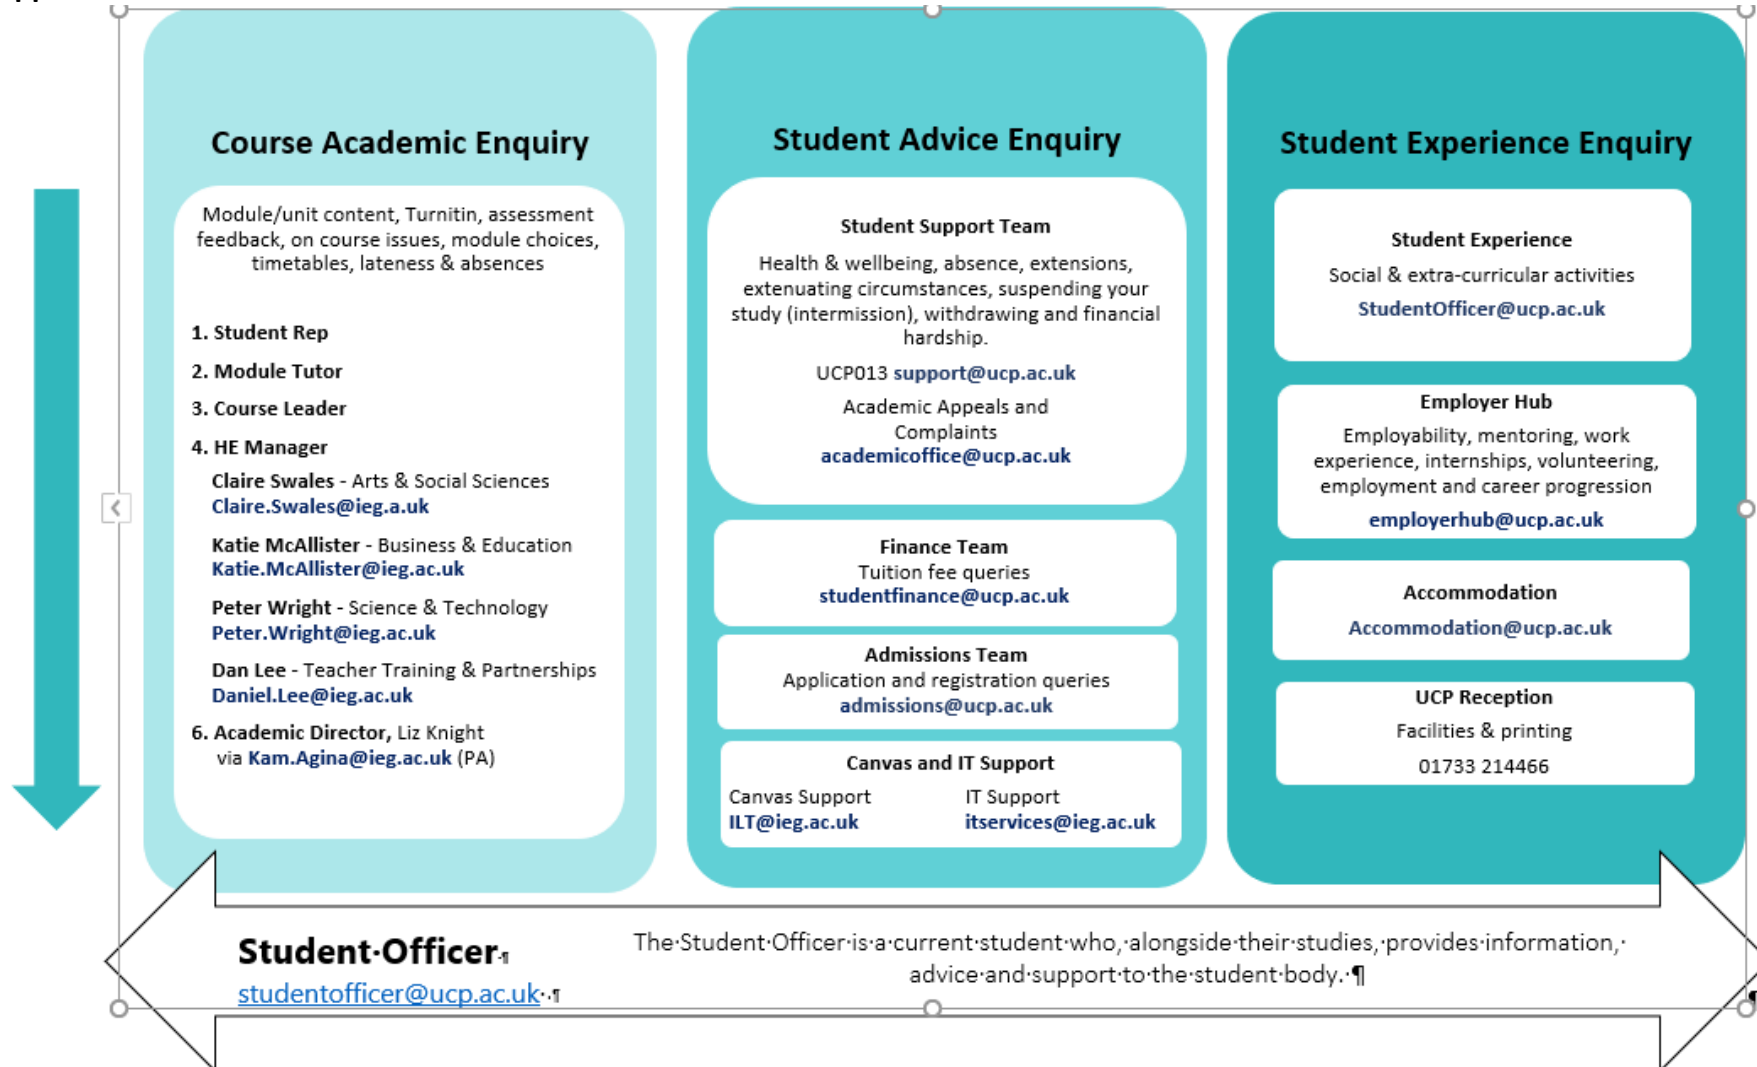 Course Academic Enquiry
Module/unit content, Turnitin, assessment
feedback, on course issues, module choices,
timetables, lateness & absences
1. Student Rep
2. Module Tutor
3. Course Leader
4. HE Manager
Claire Swales - Arts & Social Sciences
Claire.Swales@ieg.a.uk
Katie McAllister - Business & Education
Katie.McAllister@ieg.ac.uk
Peter Wright - Science & Technology
Peter.Wright@ieg.ac.uk
Dan Lee - Teacher Training & Partnerships
Daniel.Lee@ieg.ac.uk
6. Academic Director, Liz Knight
via Kam.Agina@ieg.ac.uk (PA)
Student Advice Enquiry
Student Support Team
Health & wellbeing, absence, extensions,
extenuating circumstances, suspending your
study (intermission), withdrawing and financial
hardship.
UCP013 support@ucp.ac.uk
Academic Appeals and
Complaints
academicoffice@ucp.ac.uk
Finance Team
Tuition fee queries
studentfinance@ucp.ac.uk
Admissions Team
Application and registration queries
admissions@ucp.ac.uk
Canvas and IT Support
Canvas Support IT Support
ILT@ieg.ac.uk itservices@ieg.ac.uk
Student Experience Enquiry
Student Experience
Social & extra-curricular activities
StudentOfficer@ucp.ac.uk
Employer Hub
Employability, mentoring, work
experience, internships, volunteering,
employment and career progression
employerhub@ucp.ac.uk
Accommodation
Accommodation@ucp.ac.uk
UCP Reception
Facilities & printing
01733 214466
Student·Officer·¶
studentofficer@ucp.ac.uk·.¶
The·Student·Officer·is·a·current·student·who,·alongside·their·studies,·provides·information,·
advice·and·support·to·the·student·body.·¶